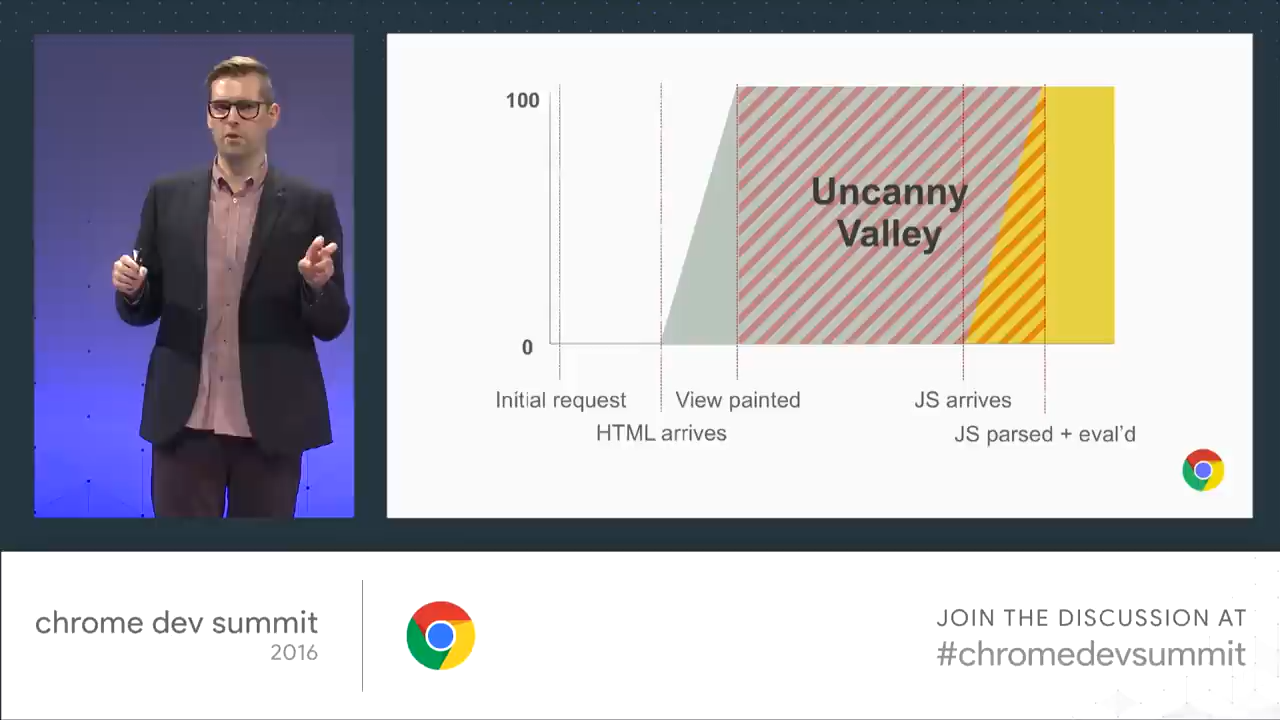 100
Uncanny
Valley
0
Initial request
View painted
JS arrives
HTML arrives
JS parsed + eval'd
chrome dev summit
2016
JOIN THE DISCUSSION AT
#chromedevsummit